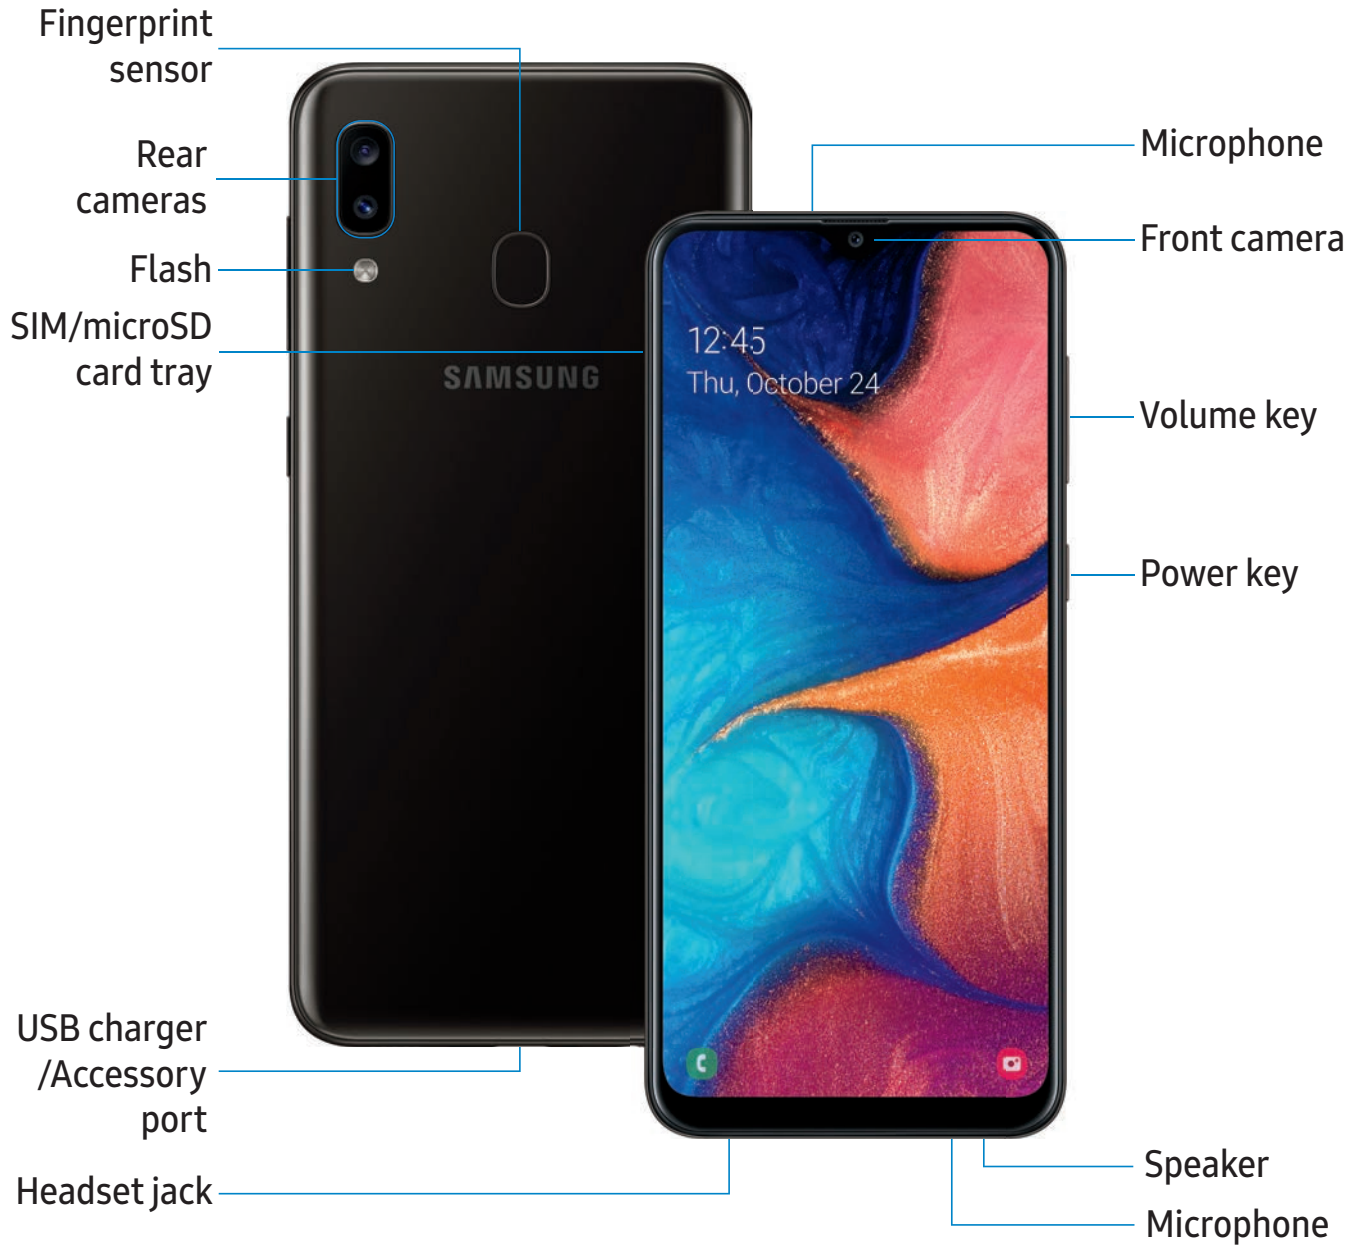 Fingerprint
sensor
Rear
cameras
Flash
SIM/microSD
card tray
USB charger
/Accessory
port
Headset jack
SAMSUNG
12:45
Thu, October 24
Microphone
Front camera
Volume key
Power key
Speaker
Microphone